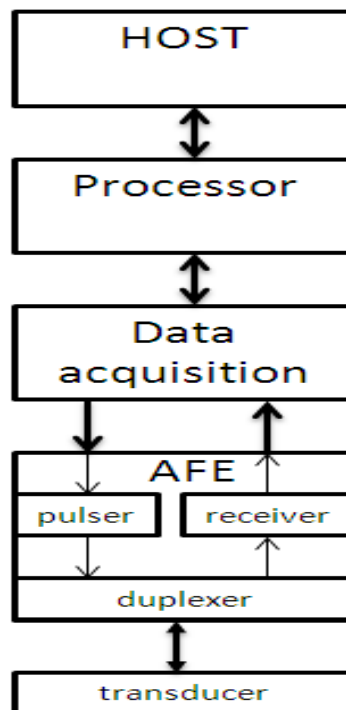 HOST
Processor
Data
acquisition
AFE
pulser
receiver
duplexer
transducer